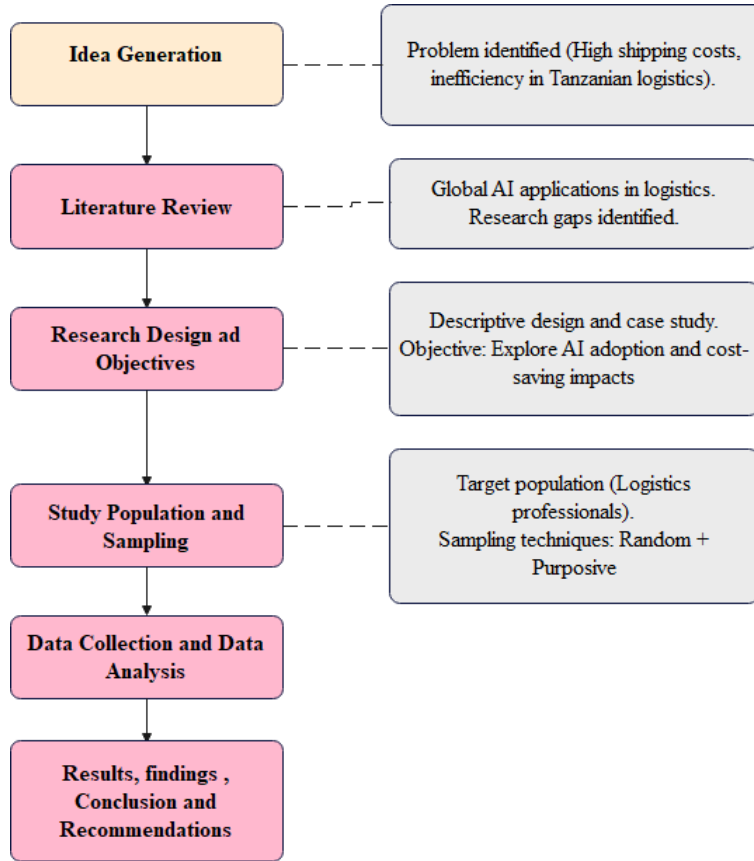 Idea Generation
Problem identified (High shipping costs,
inefficiency in Tanzanian logistics).
Literature Review
Global AI applications in logistics.
Research gaps identified.
Research Design ad
Objectives
Descriptive design and case study.
Objective: Explore AI adoption and cost-
saving impacts
Study Population and
Sampling
Target population (Logistics
professionals).
Sampling techniques: Random +
Purposive
Data Collection and Data
Analysis
Results, findings ,
Conclusion and
Recommendations